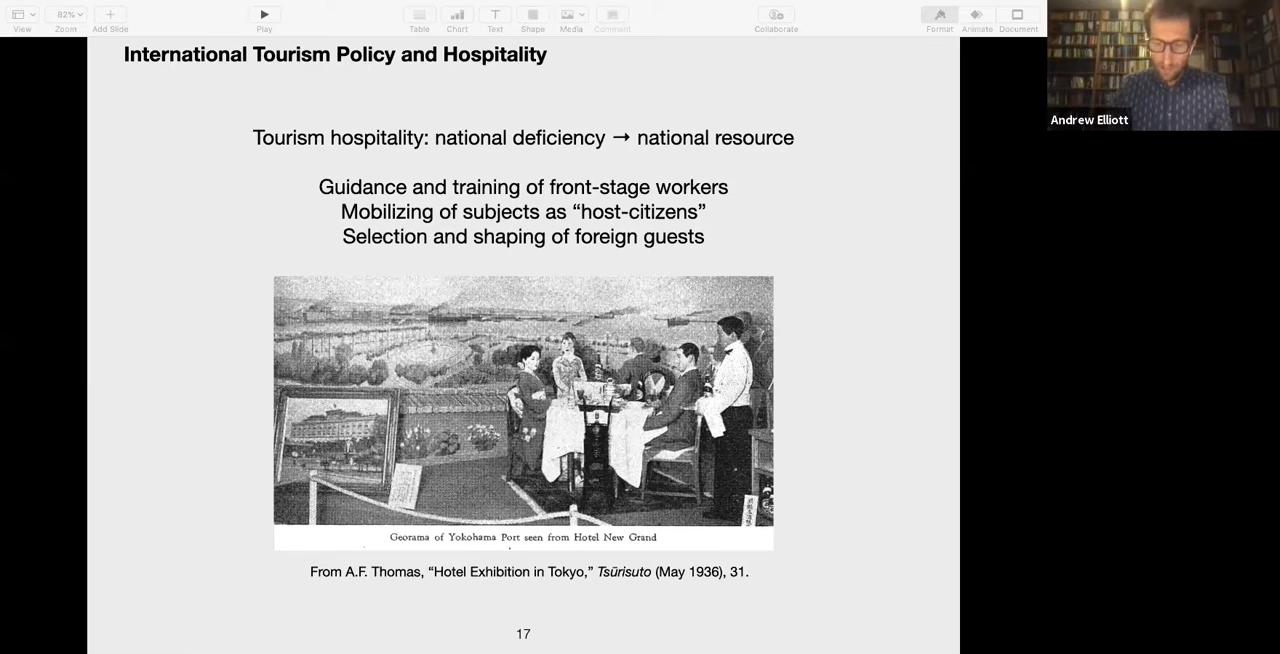 View
82%
Zoom
Add Slide
Play
Table
Chart
Text
Shape
Media
Comment
Collaborate
Format
Animate
Document
Andrew Elliott
International Tourism Policy and Hospitality
Tourism hospitality: national deficiency → national resource
Guidance and training of front-stage workers
Mobilizing of subjects as “host-citizens”
Selection and shaping of foreign guests
Georama of Yokohama Port seen from Hotel New Grand
From A.F. Thomas, “Hotel Exhibition in Tokyo,” Tsūrisuto (May 1936), 31.
17